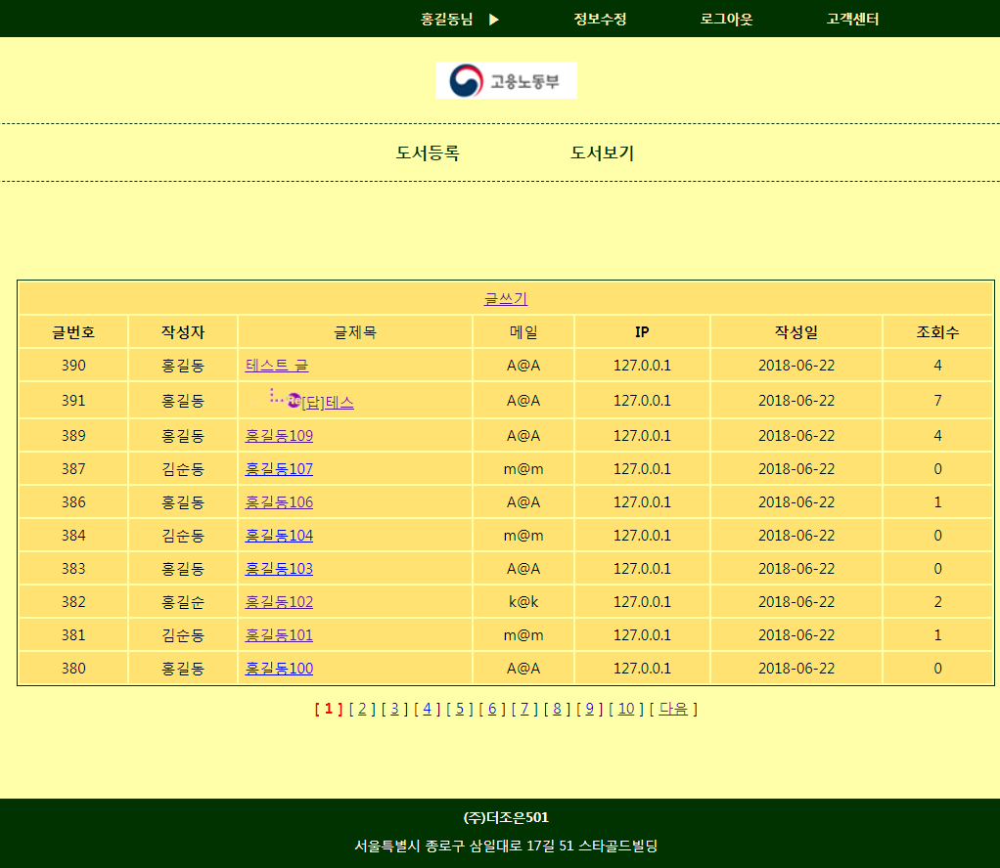 홍길동님 ▶ 정보수정 로그아웃 고객센터
고용노동부
도서등록 도서보기
글쓰기
글번호 작성자 글제목 메일 IP 작성일 조회수
390 홍길동 테스트 글 A@A 127.0.0.1 2018-06-22 4
391 홍길동 Re[답]테스 A@A 127.0.0.1 2018-06-22 7
389 홍길동 홍길동109 A@A 127.0.0.1 2018-06-22 4
387 김순동 홍길동107 m@m 127.0.0.1 2018-06-22 0
386 홍길동 홍길동106 A@A 127.0.0.1 2018-06-22 1
384 김순동 홍길동104 m@m 127.0.0.1 2018-06-22 0
383 홍길동 홍길동103 A@A 127.0.0.1 2018-06-22 0
382 홍길순 홍길동102 k@k 127.0.0.1 2018-06-22 2
381 김순동 홍길동101 m@m 127.0.0.1 2018-06-22 1
380 홍길동 홍길동100 A@A 127.0.0.1 2018-06-22 0
[ 1 ] [ 2 ] [ 3 ] [ 4 ] [ 5 ] [ 6 ] [ 7 ] [ 8 ] [ 9 ] [ 10 ] [ 다음 ]
(주)더조은501
서울특별시 종로구 삼일대로 17길 51 스타골드빌딩